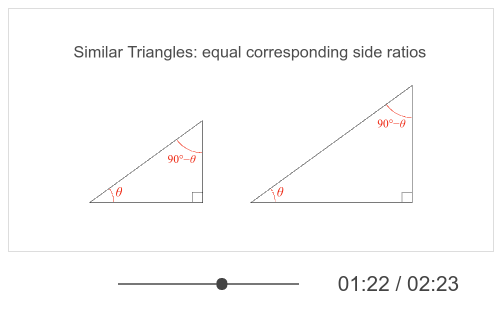 Similar Triangles: equal corresponding side ratios
90°−θ
θ
90°−θ
θ
01:22 / 02:23